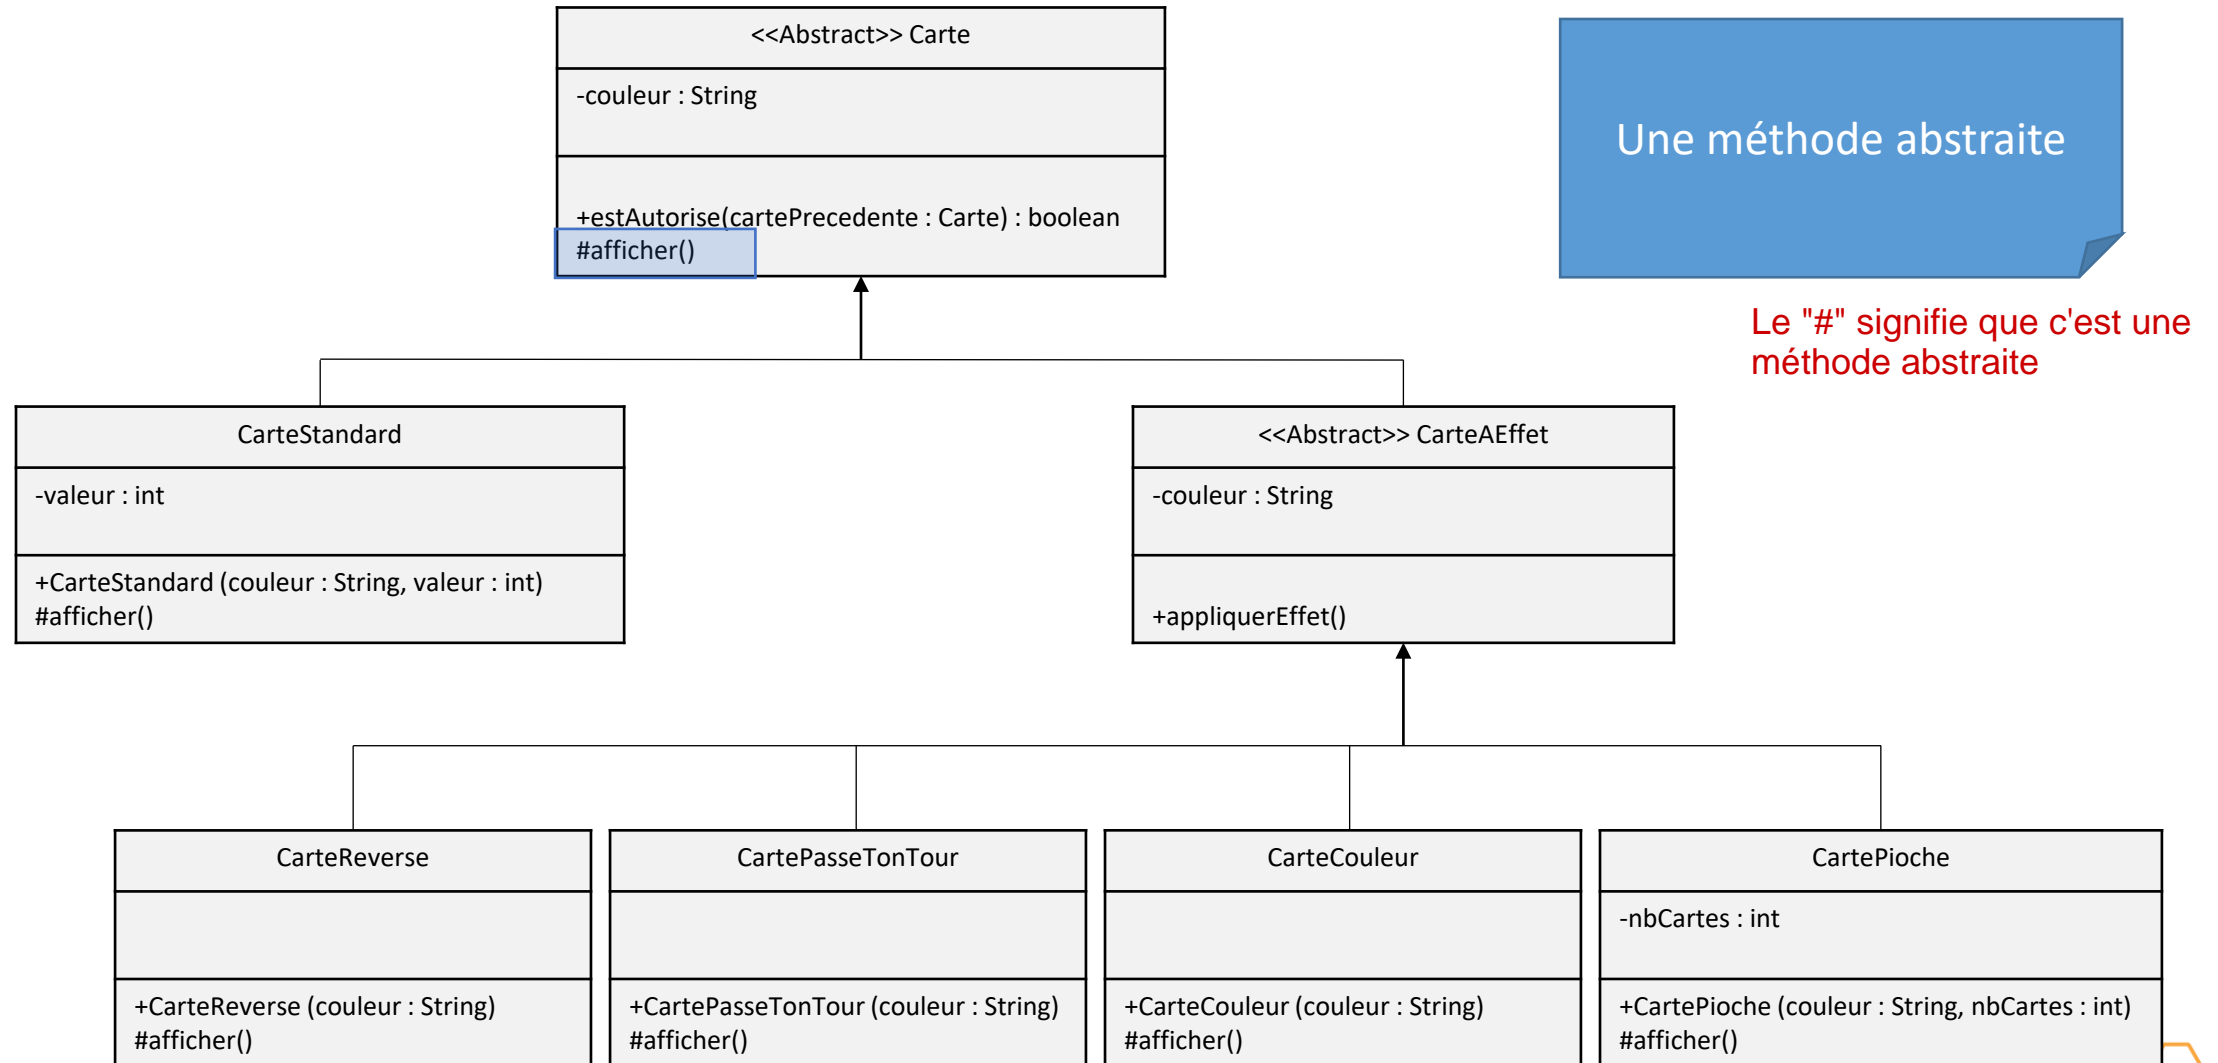 <<Abstract>> Carte
-couleur : String
+estAutorise(cartePrecedente : Carte) : boolean
#afficher()
Une méthode abstraite
Le "#" signifie que c'est une
méthode abstraite
CarteStandard
-valeur : int
+CarteStandard (couleur : String, valeur : int)
#afficher()
<<Abstract>> CarteAEffet
-couleur : String
+appliquerEffet()
CarteReverse
+CarteReverse (couleur : String)
#afficher()
CartePasseTonTour
+CartePasseTonTour (couleur : String)
#afficher()
CarteCouleur
+CarteCouleur (couleur : String)
#afficher()
CartePioche
-nbCartes : int
+CartePioche (couleur : String, nbCartes : int)
#afficher()